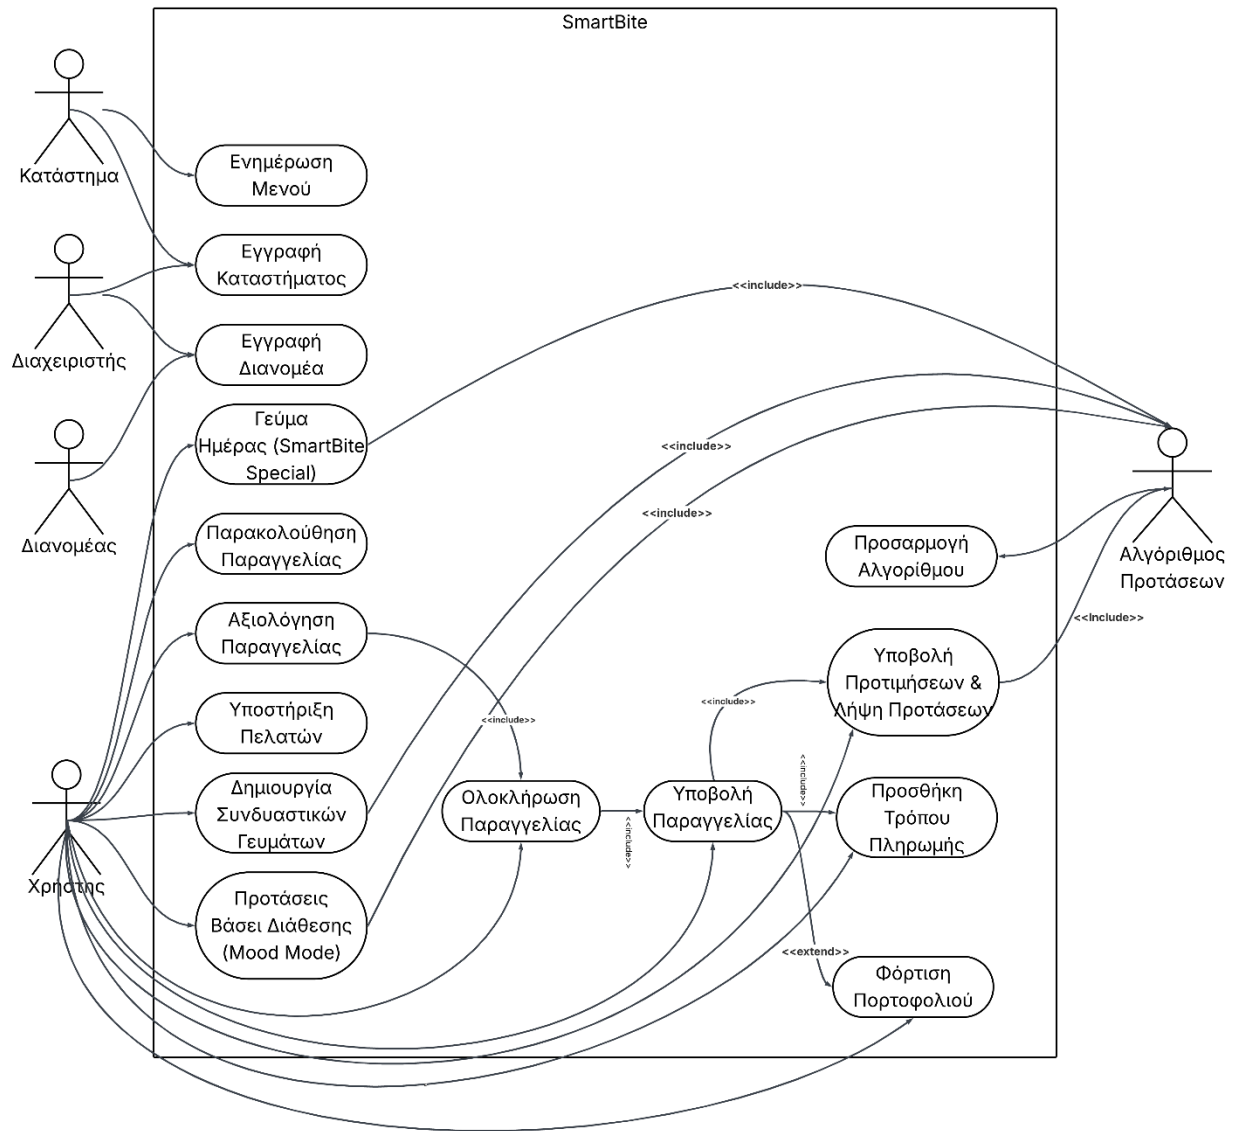 SmartBite
Κατάστημα
Ενημέρωση
Μενού
Εγγραφή
Καταστήματος
Διαχειριστής
Εγγραφή
Διανομέα
Διανομέας
Γεύμα
Ημέρας (SmartBite
Special)
Παρακολούθηση
Παραγγελίας
Αξιολόγηση
Παραγγελίας
Υποστήριξη
Πελατών
Δημιουργία
Συνδυαστικών
Γευμάτων
Χρήστης
Προτάσεις
Βάσει Διάθεσης
(Mood Mode)
<<include>>
<<include>>
<<include>>
<<include>>
Ολοκλήρωση
Παραγγελίας
<<include>>
Υποβολή
Παραγγελίας
<<include>>
<<include>>
<<extend>>
Προσαρμογή
Αλγορίθμου
Υποβολή
Προτιμήσεων &
Λήψη Προτάσεων
Προσθήκη
Τρόπου
Πληρωμής
Φόρτιση
Πορτοφολιού
<<include>>
Αλγόριθμος
Προτάσεων